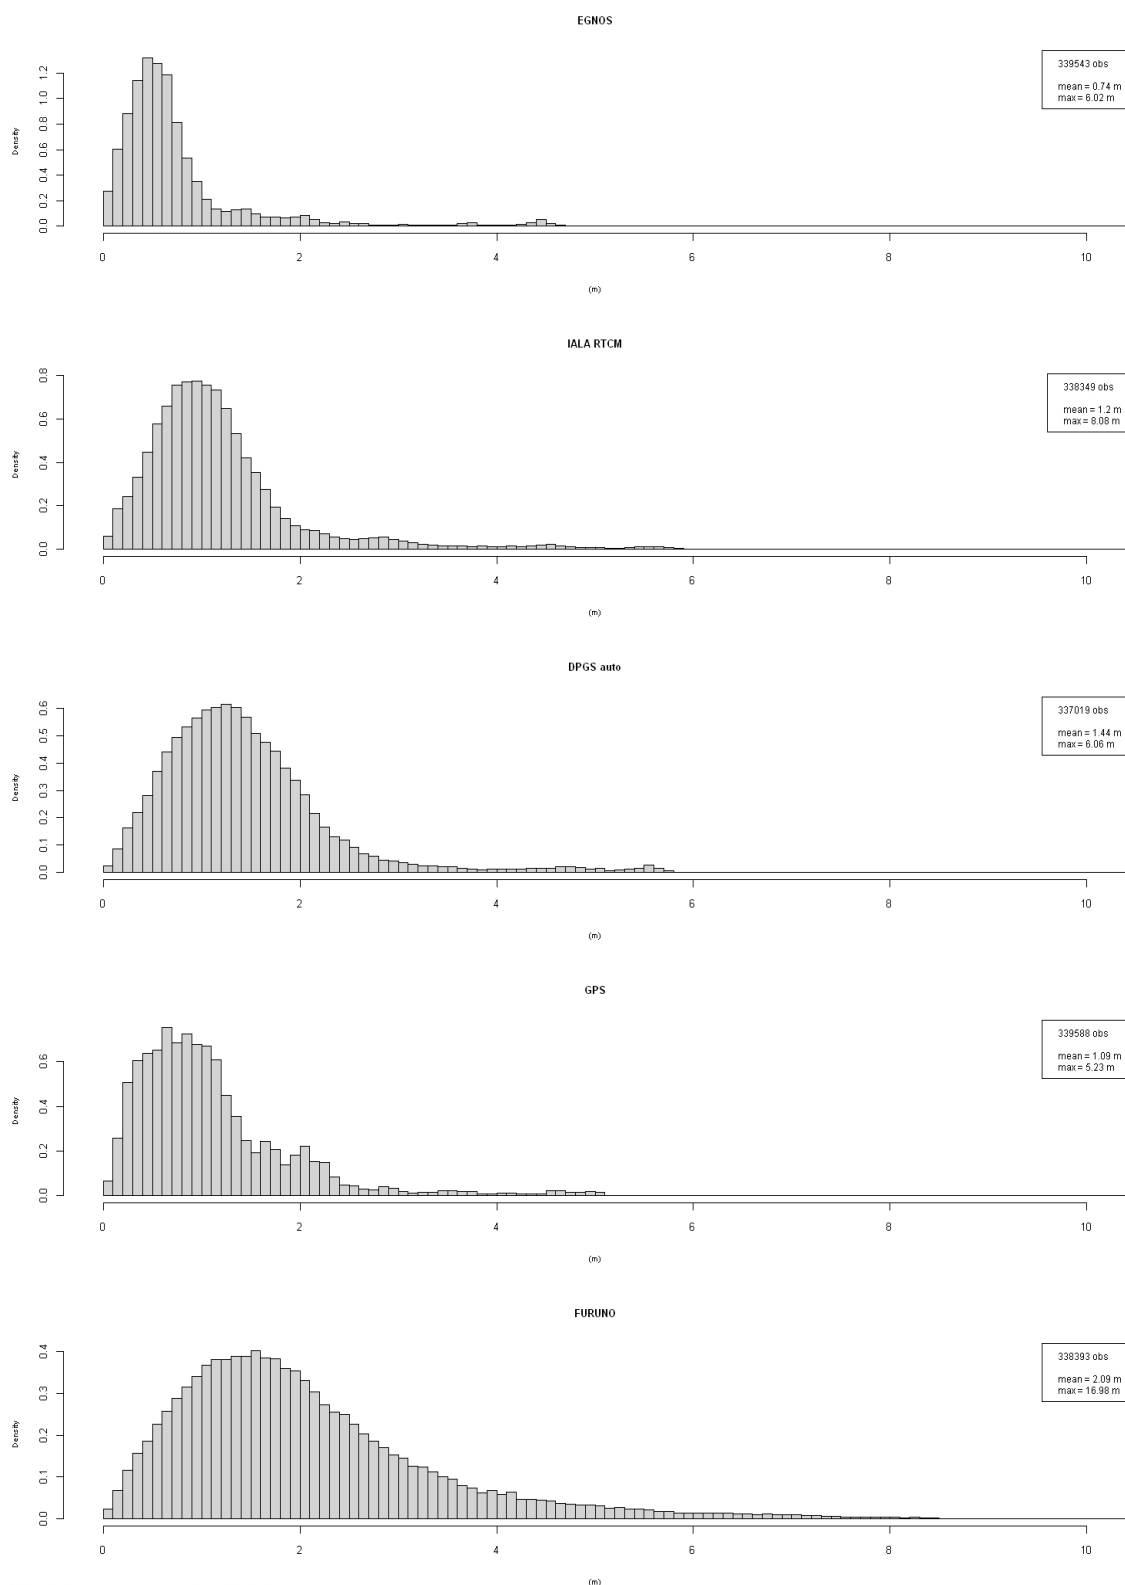 EGNOS
339543 obs
mean = 0.74 m
max = 6.02 m
Density
0.0 0.2 0.4 0.6 0.8 1.0 1.2
0 2 4 6 8 10
(m)
IALA RTCM
338349 obs
mean = 1.2 m
max = 8.08 m
Density
0.0 0.2 0.4 0.6 0.8
0 2 4 6 8 10
(m)
DPGS auto
337019 obs
mean = 1.44 m
max = 6.06 m
Density
0.0 0.1 0.2 0.3 0.4 0.5 0.6
0 2 4 6 8 10
(m)
GPS
339588 obs
mean = 1.09 m
max = 5.23 m
Density
0.0 0.2 0.4 0.6
0 2 4 6 8 10
(m)
FURUNO
338393 obs
mean = 2.09 m
max = 16.98 m
Density
0.0 0.1 0.2 0.3 0.4
0 2 4 6 8 10
(m)